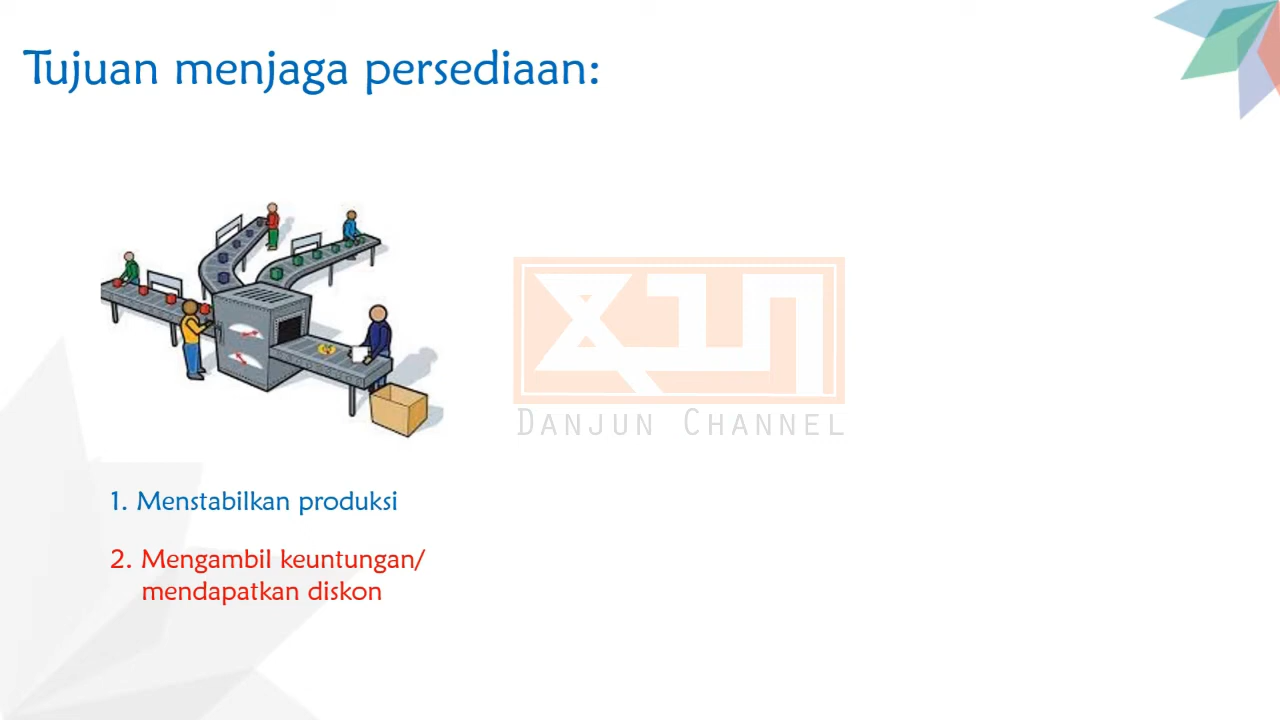 Tujuan menjaga persediaan:
DANJUN CHANNEL
1. Menstabilkan produksi
2. Mengambil keuntungan/
mendapatkan diskon